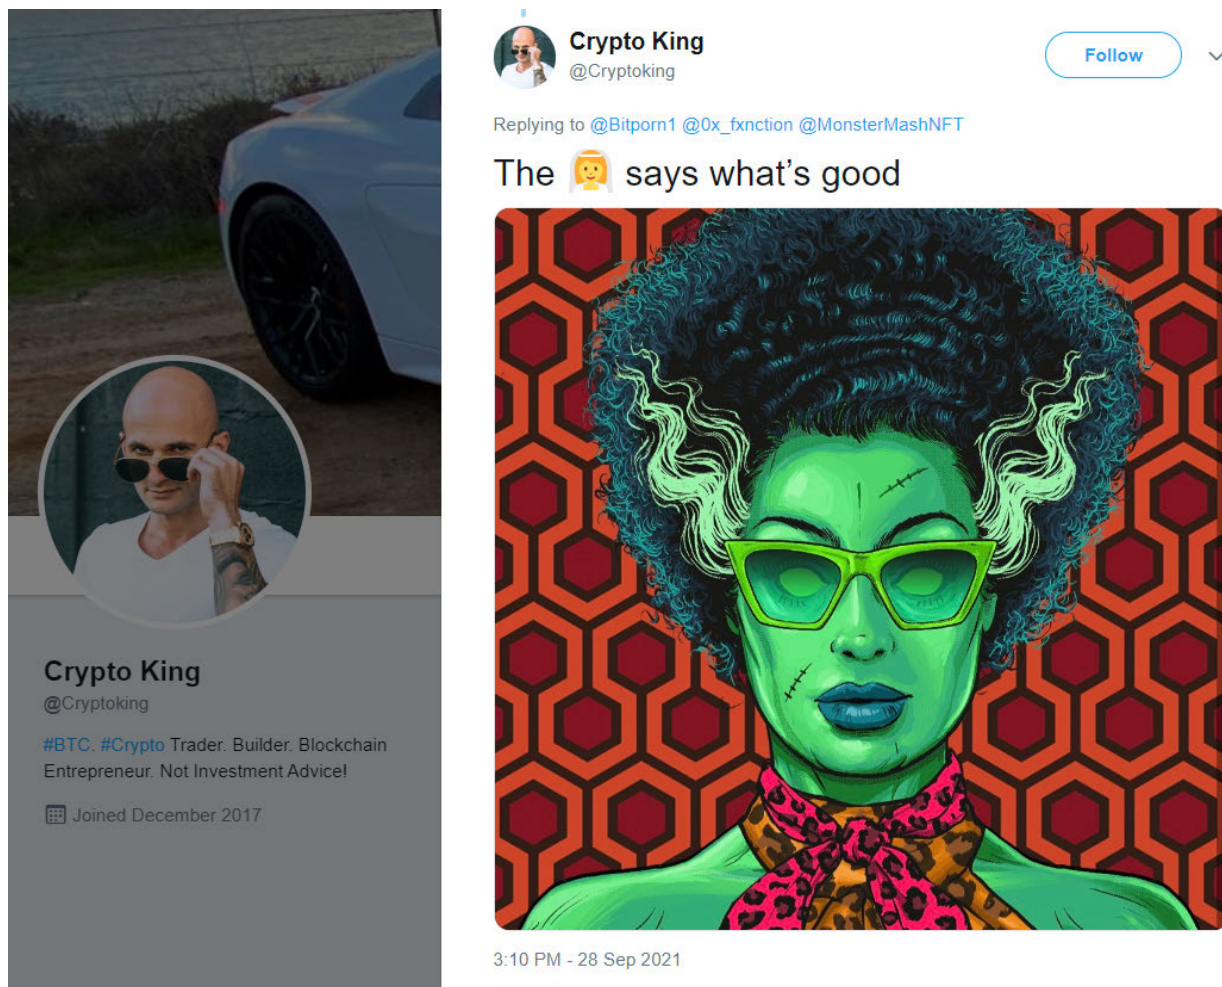 Crypto King
@Cryptoking
#BTC. #Crypto Trader. Builder. Blockchain
Entrepreneur. Not Investment Advice!
Joined December 2017
Crypto King
@Cryptoking
Follow
Replying to @Bitporn1 @0x_fxnction @MonsterMashNFT
The 👰 says what’s good
3:10 PM - 28 Sep 2021